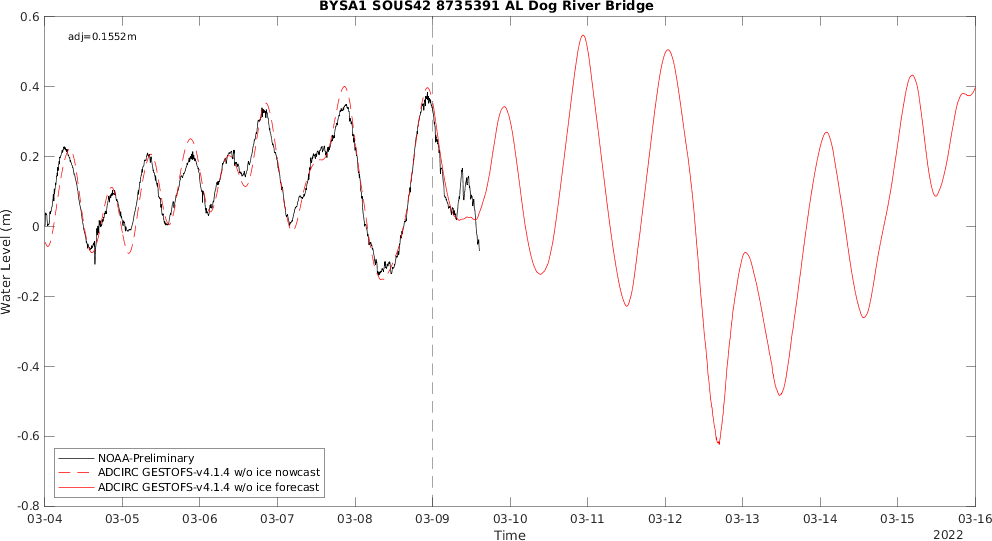 BYSA1 SOUS42 8735391 AL Dog River Bridge
adj=0.1552m
0.6
0.4
0.2
0
-0.2
-0.4
-0.6
-0.8
Water Level (m)
NOAA-Preliminary
ADCIRC GESTOFS-v4.1.4 w/o ice nowcast
ADCIRC GESTOFS-v4.1.4 w/o ice forecast
03-04 03-05 03-06 03-07 03-08 03-09 03-10 03-11 03-12 03-13 03-14 03-15 03-16
Time
2022